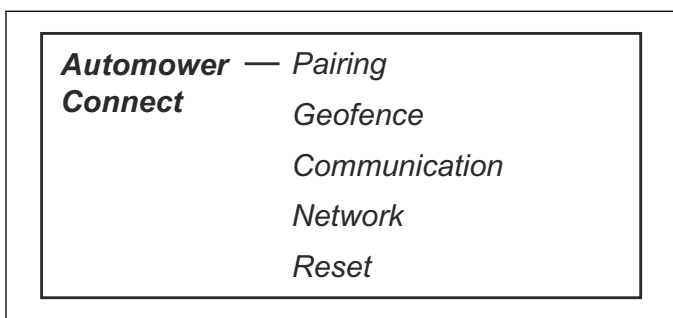 Automower — Pairing
Connect
Geofence
Communication
Network
Reset